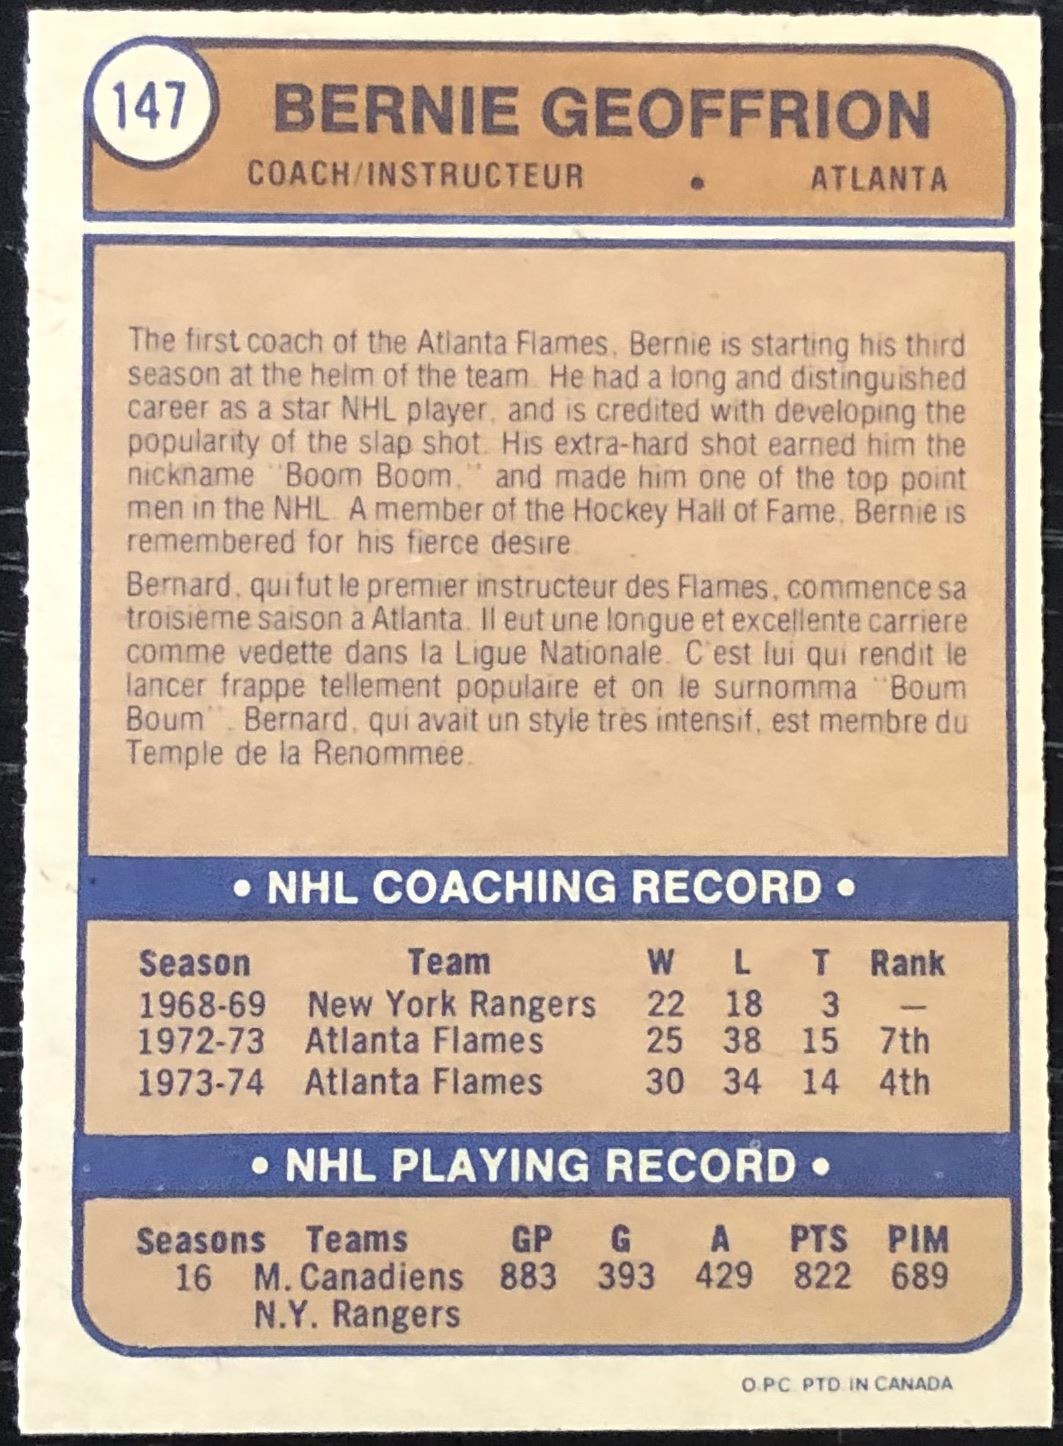 147
BERNIE GEOFFRION
COACH/INSTRUCTEUR • ATLANTA
The first coach of the Atlanta Flames, Bernie is starting his third
season at the helm of the team. He had a long and distinguished
career as a star NHL player, and is credited with developing the
popularity of the slap shot. His extra-hard shot earned him the
nickname "Boom Boom," and made him one of the top point
men in the NHL. A member of the Hockey Hall of Fame, Bernie is
remembered for his fierce desire.
Bernard, qui fut le premier instructeur des Flames, commence sa
troisieme saison à Atlanta. Il eut une longue et excellente carriere
comme vedette dans la Ligue Nationale. C'est lui qui rendit le
lancer frappe tellement populaire et on le surnomma "Boum
Boum". Bernard, qui avait un style très intensif, est membre du
Temple de la Renommée.
• NHL COACHING RECORD •
Season Team W L T Rank
1968-69 New York Rangers 22 18 3 —
1972-73 Atlanta Flames 25 38 15 7th
1973-74 Atlanta Flames 30 34 14 4th
• NHL PLAYING RECORD •
Seasons Teams GP G A PTS PIM
16 M. Canadiens 883 393 429 822 689
N.Y. Rangers
O.P.C. PTD. IN CANADA